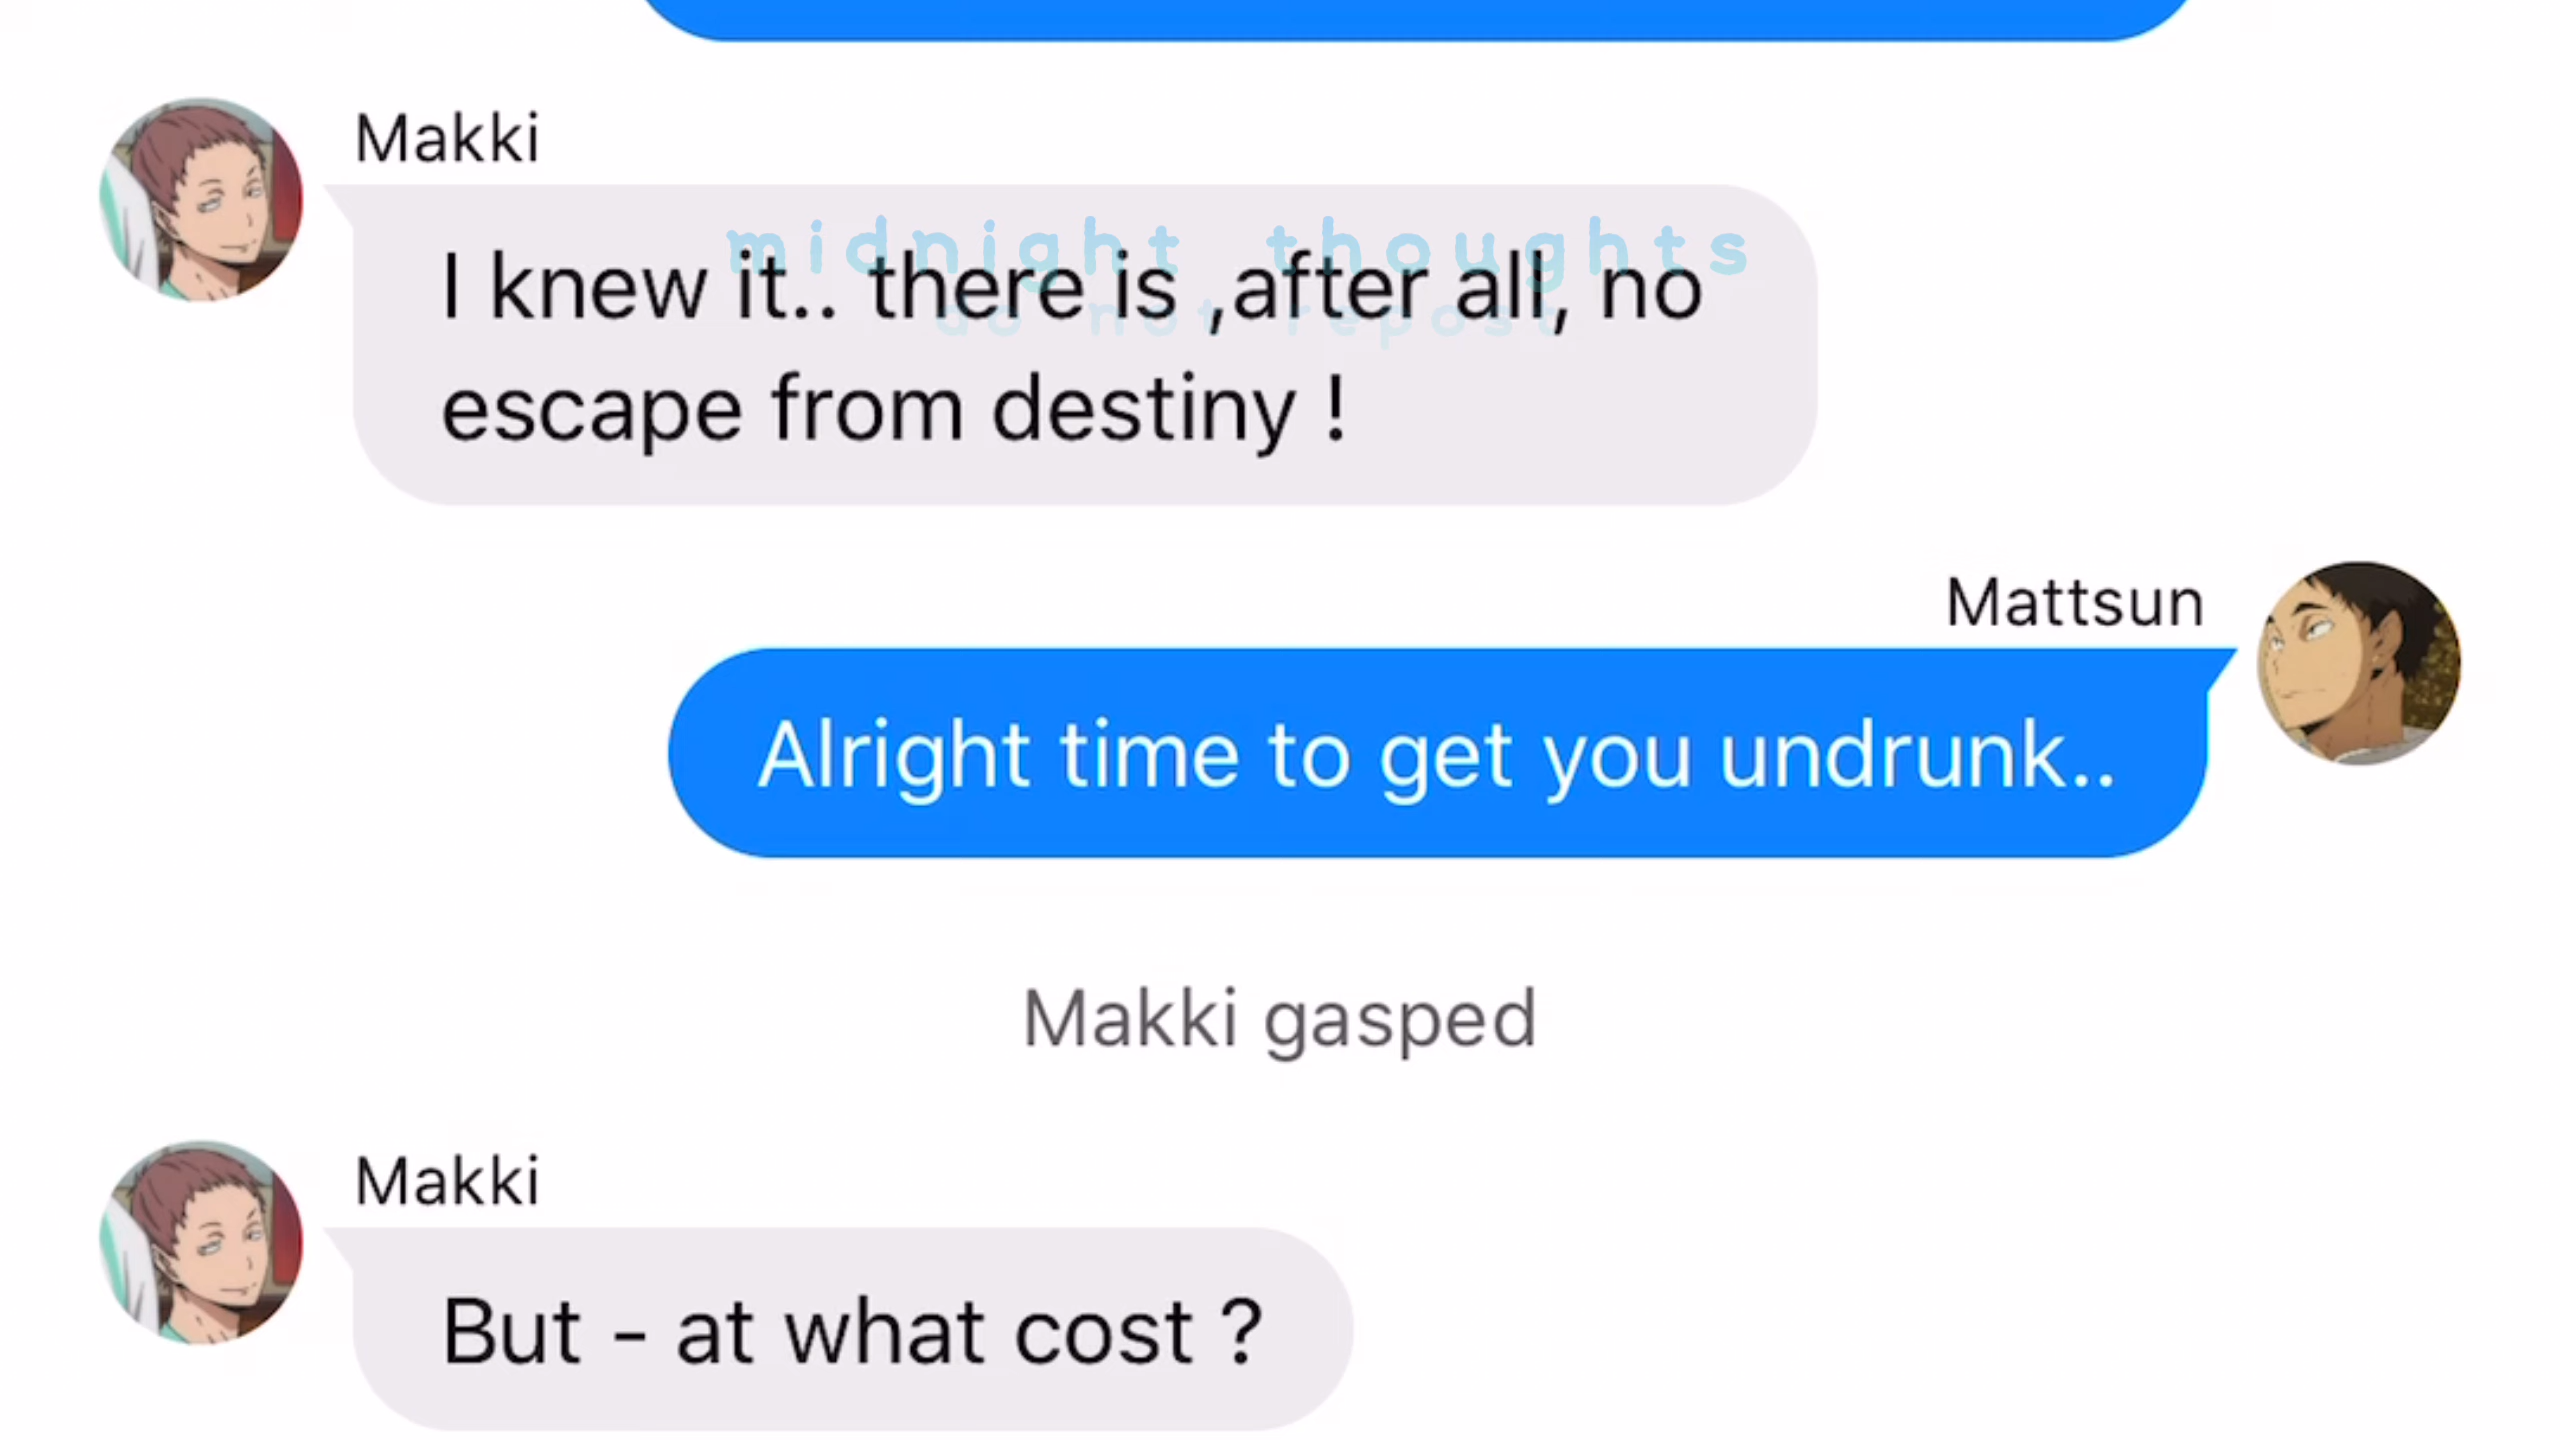 Makki
midnight thoughts
I knew it.. there is ,after all, no
do not repost
escape from destiny !
Mattsun
Alright time to get you undrunk..
Makki gasped
Makki
But - at what cost ?